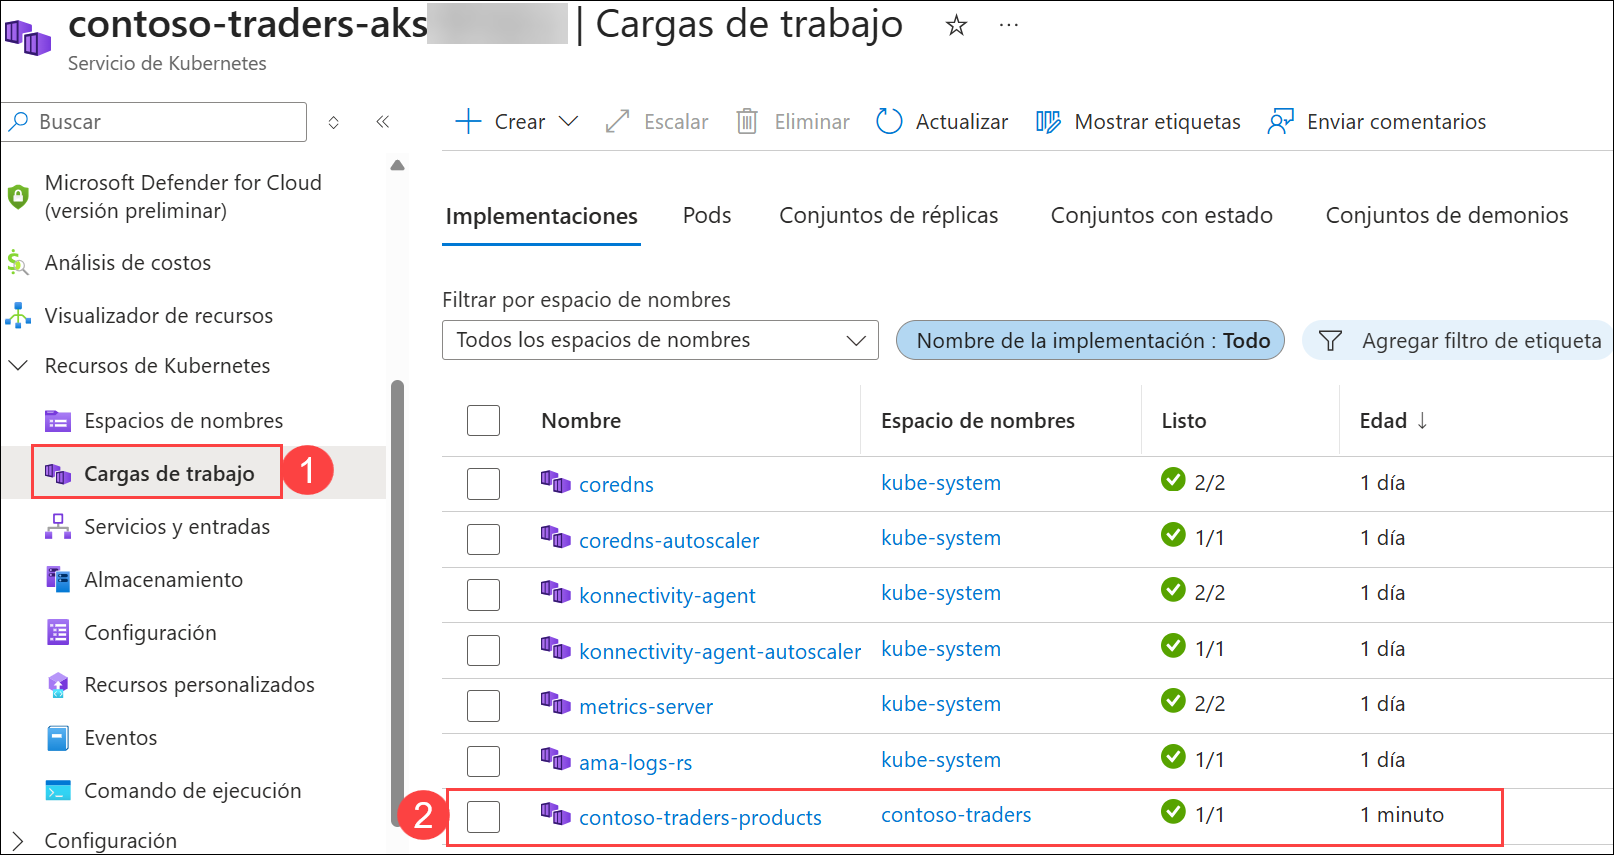 contoso-traders-aks | Cargas de trabajo
Servicio de Kubernetes
Buscar
Crear
Escalar
Eliminar
Actualizar
Mostrar etiquetas
Enviar comentarios
Microsoft Defender for Cloud
(versión preliminar)
Análisis de costos
Visualizador de recursos
Recursos de Kubernetes
Espacios de nombres
Cargas de trabajo
1
Servicios y entradas
Almacenamiento
Configuración
Recursos personalizados
Eventos
Comando de ejecución
Configuración
Implementaciones
Pods
Conjuntos de réplicas
Conjuntos con estado
Conjuntos de demonios
Filtrar por espacio de nombres
Todos los espacios de nombres
Nombre de la implementación : Todo
Agregar filtro de etiqueta
Nombre Espacio de nombres Listo Edad ↓
coredns kube-system 2/2 1 día
coredns-autoscaler kube-system 1/1 1 día
konnectivity-agent kube-system 2/2 1 día
konnectivity-agent-autoscaler kube-system 1/1 1 día
metrics-server kube-system 2/2 1 día
ama-logs-rs kube-system 1/1 1 día
2 contoso-traders-products contoso-traders 1/1 1 minuto